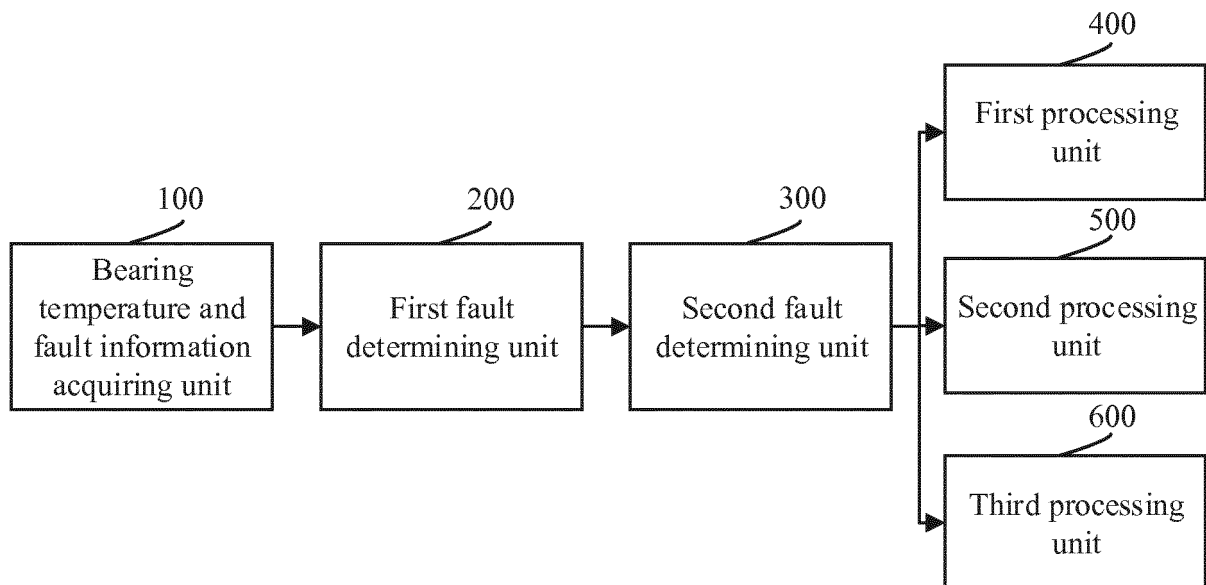 100
Bearing
temperature and
fault information
acquiring unit
200
First fault
determining unit
300
Second fault
determining unit
400
First processing
unit
500
Second processing
unit
600
Third processing
unit